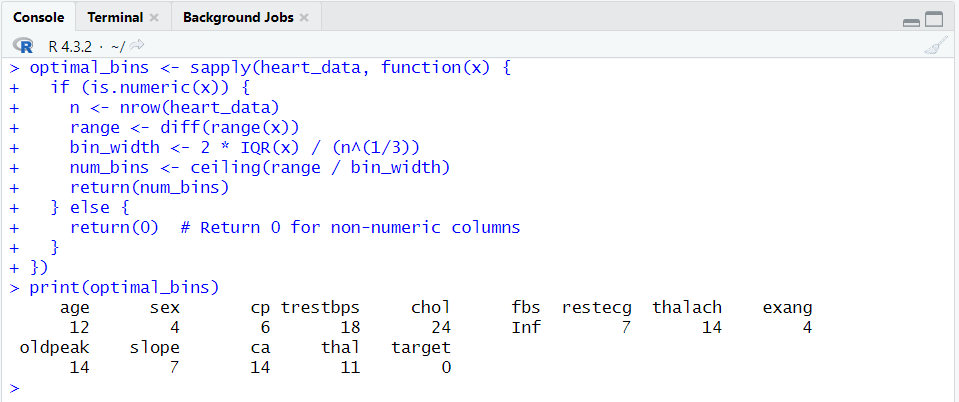 Console Terminal Background Jobs
R R 4.3.2 · ~/
> optimal_bins <- sapply(heart_data, function(x) {
+   if (is.numeric(x)) {
+     n <- nrow(heart_data)
+     range <- diff(range(x))
+     bin_width <- 2 * IQR(x) / (n^(1/3))
+     num_bins <- ceiling(range / bin_width)
+     return(num_bins)
+   } else {
+     return(0)  # Return 0 for non-numeric columns
+   }
+ })
> print(optimal_bins)
     age      sex       cp trestbps     chol      fbs  restecg  thalach    exang
      12        4        6       18       24      Inf        7       14        4
 oldpeak    slope       ca     thal   target
      14        7       14       11        0
>